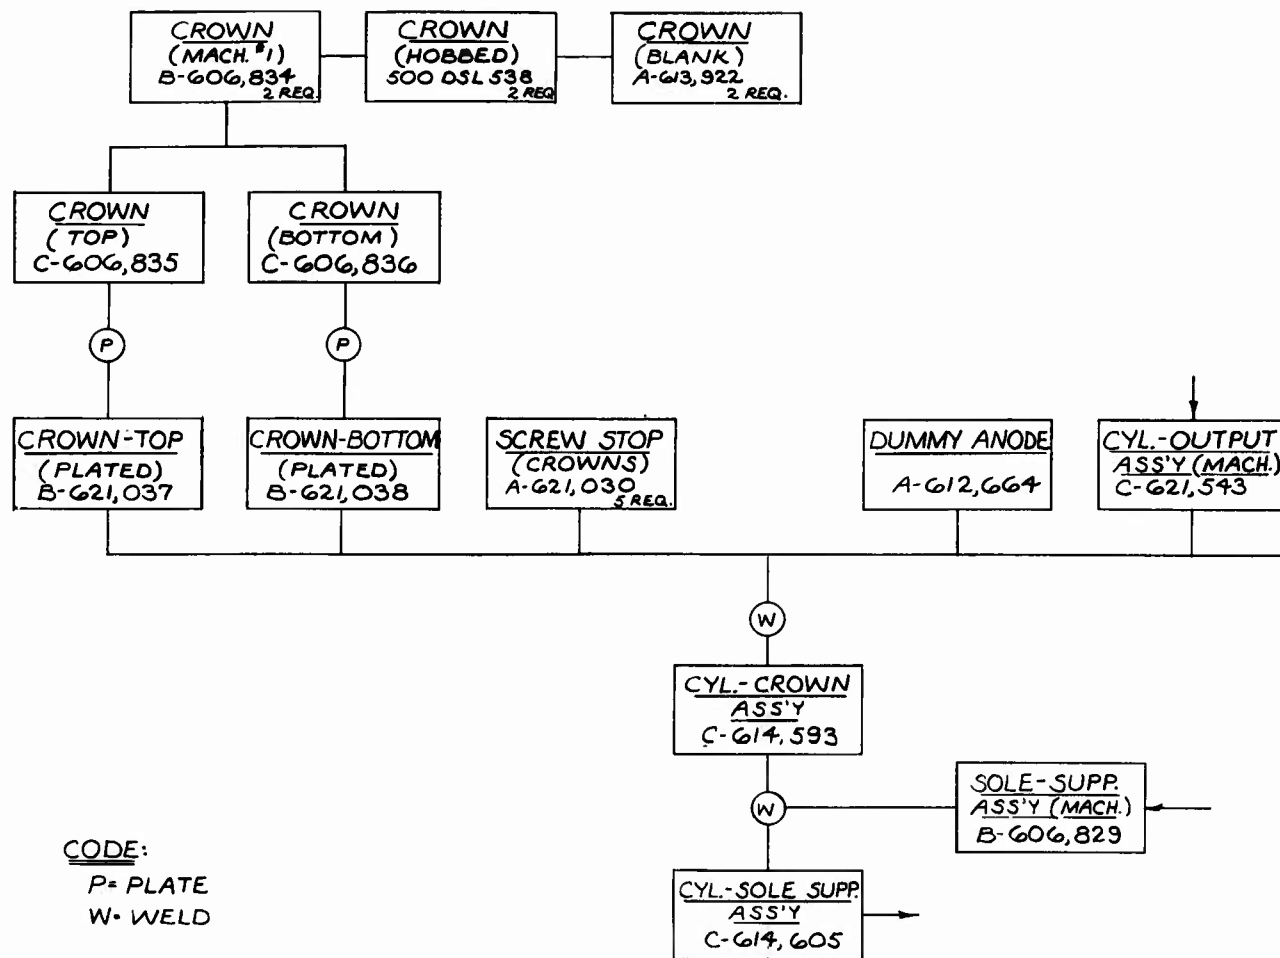 CROWN
(MACH. #1)
B-606,834
2 REQ.
CROWN
(HOBBED)
500 DSL 538
2 REQ
CROWN
(BLANK)
A-613,922
2 REQ.
CROWN
(TOP)
C-606,835
CROWN
(BOTTOM)
C-606,836
P
P
CROWN-TOP
(PLATED)
B-621,037
CROWN-BOTTOM
(PLATED)
B-621,038
SCREW STOP
(CROWNS)
A-621,030
5 REQ.
DUMMY ANODE
A-612,664
CYL.-OUTPUT
ASS'Y (MACH.)
C-621,543
W
CYL.-CROWN
ASS'Y
C-614,593
W
SOLE-SUPP.
ASS'Y (MACH.)
B-606,829
CODE:
P= PLATE
W= WELD
CYL.-SOLE SUPP.
ASS'Y
C-614,605